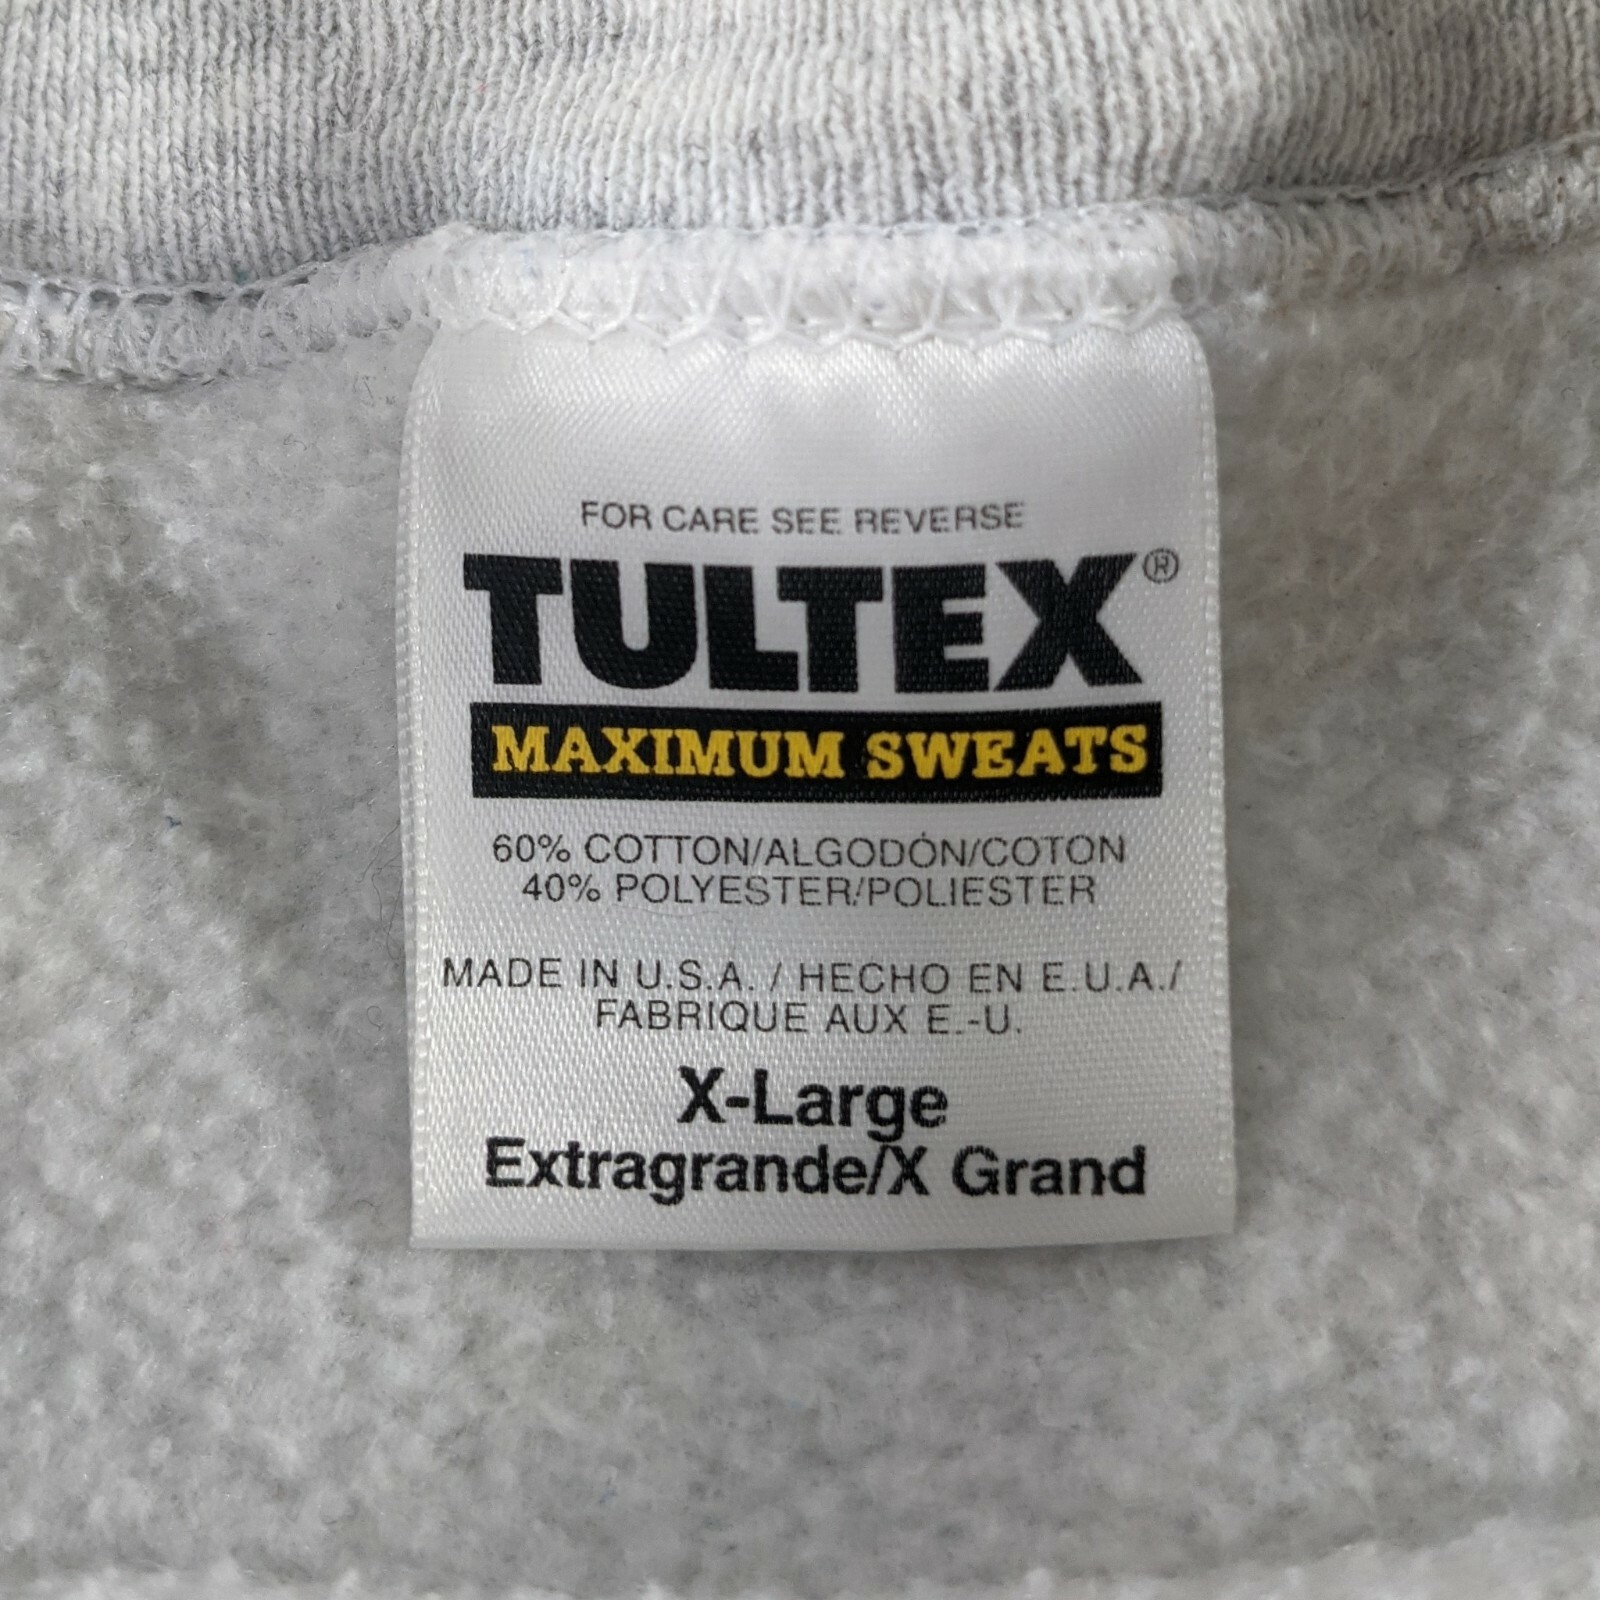 FOR CARE SEE REVERSE
TULTEX®
MAXIMUM SWEATS
60% COTTON/ALGODÓN/COTON
40% POLYESTER/POLIESTER
MADE IN U.S.A. / HECHO EN E.U.A./
FABRIQUE AUX E.-U.
X-Large
Extragrande/X Grand